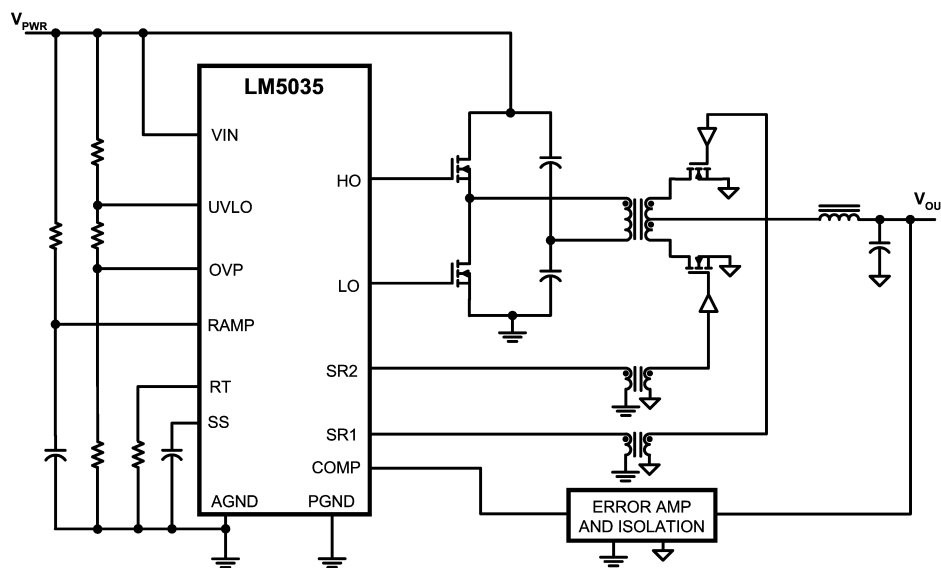 VPWR
LM5035
VIN
HO
UVLO
VOU
OVP
LO
RAMP
SR2
RT
SS
SR1
COMP
AGND
PGND
ERROR AMP
AND ISOLATION